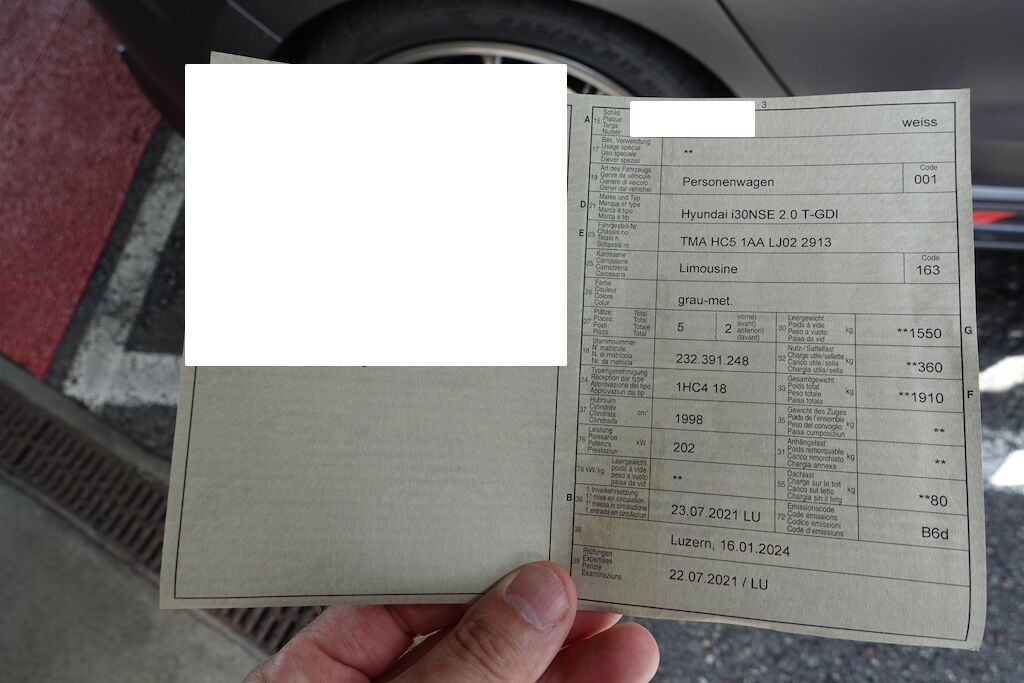 3
A
15 Schild
Plaque
Targa
Numer
weiss
17 Bes. Verwendung
Usage spécial
Uso speciale
Diever spezial
**
19 Art des Fahrzeugs
Genre de véhicule
Genere di veicolo
Gener dal vehichel
Personenwagen
Code
001
D 21 Marke und Typ
Marque et type
Marca e tipo
Marca e tip
Hyundai i30NSE 2.0 T-GDI
E 23 Fahrgestell-Nr.
Châssis no
Telaio n.
Schassis nr.
TMA HC5 1AA LJ02 2913
25 Karosserie
Carrosserie
Carrozzeria
Carossaria
Limousine
Code
163
26 Farbe
Couleur
Colore
Colur
grau-met.
27 Plätze: Total
Places: Total
Posti: Totale
Plazs: Total
5
2
vorne)
avant)
anteriori)
davant)
30 Leergewicht
Poids à vide
Peso a vuoto
Paisa da vid
kg
**1550
G
18 Stammnummer
N° matricule
N. di matricola
Nr. da matricla
232.391.248
32 Nutz-/Sattellast
Charge utile/sellette
Carico utile/sella
Chargia utila/sella
kg
**360
24 Typengenehmigung
Réception par type
Approvazione del tipo
Approvaziun dal tip
1HC4 18
33 Gesamtgewicht
Poids total
Peso totale
Paisa totala
kg
**1910
F
37 Hubraum
Cylindrée
Cilindrata
Cilindrada
cm³
1998
35 Gewicht des Zuges
Poids de l'ensemble
Peso del convoglio
Paisa cumposiziun
kg
**
76 Leistung
Puissance
Potenza
Prestaziun
kW
202
31 Anhängelast
Poids remorquable
Carico rimorchiato
Chargia annexa
kg
**
78 kW/kg
Leergewicht
poids à vide
peso a vuoto
paisa da vid
**
55 Dachlast
Charge sur le toit
Carico sul tetto
Chargia sin il tetg
kg
**80
B 36 1. Inverkehrsetzung
1re mise en circulation
1a messa in circolazione
1. entrada en circulaziun
23.07.2021 LU
72 Emissionscode
Code émissions
Codice emissioni
Code d'emissiuns
B6d
38
Luzern, 16.01.2024
39 Prüfungen
Expertises
Perizie
Examinaziuns
22.07.2021 / LU